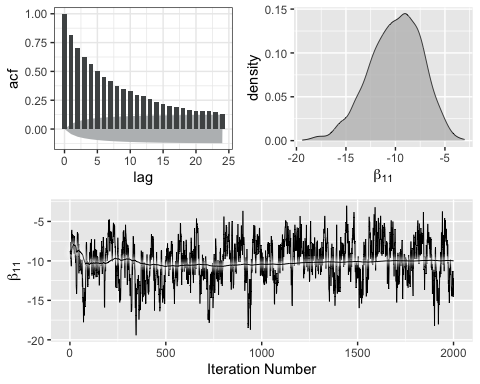 1.00
0.75
0.50
0.25
0.00
acf
0 5 10 15 20 25
lag
0.15
0.10
0.05
0.00
density
-20 -15 -10 -5
β₁₁
-5
-10
-15
-20
β₁₁
0 500 1000 1500 2000
Iteration Number